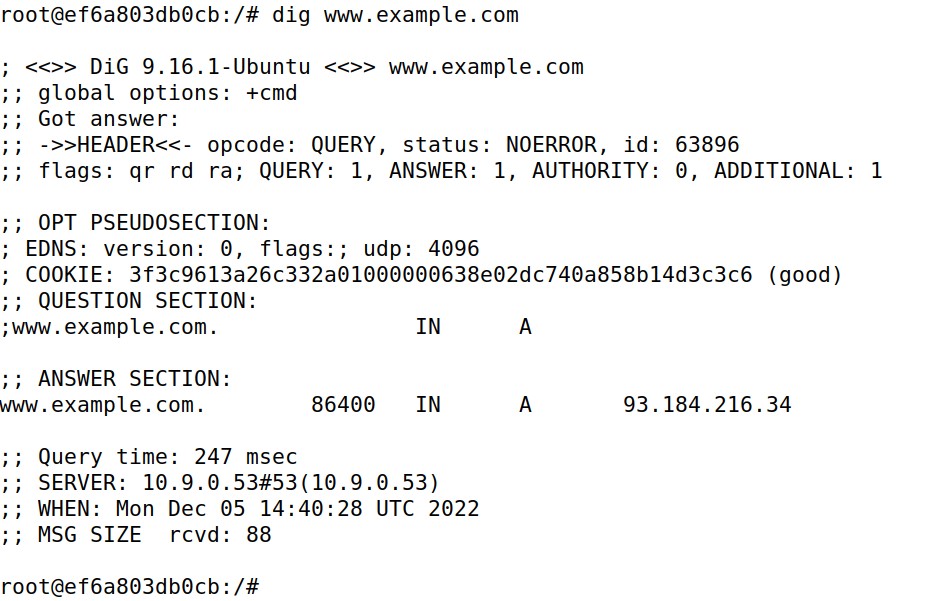 root@ef6a803db0cb:/# dig www.example.com
; <<>> DiG 9.16.1-Ubuntu <<>> www.example.com
;; global options: +cmd
;; Got answer:
;; ->>HEADER<<- opcode: QUERY, status: NOERROR, id: 63896
;; flags: qr rd ra; QUERY: 1, ANSWER: 1, AUTHORITY: 0, ADDITIONAL: 1
;; OPT PSEUDOSECTION:
; EDNS: version: 0, flags:; udp: 4096
; COOKIE: 3f3c9613a26c332a01000000638e02dc740a858b14d3c3c6 (good)
;; QUESTION SECTION:
;www.example.com. IN A
;; ANSWER SECTION:
www.example.com. 86400 IN A 93.184.216.34
;; Query time: 247 msec
;; SERVER: 10.9.0.53#53(10.9.0.53)
;; WHEN: Mon Dec 05 14:40:28 UTC 2022
;; MSG SIZE  rcvd: 88
root@ef6a803db0cb:/#